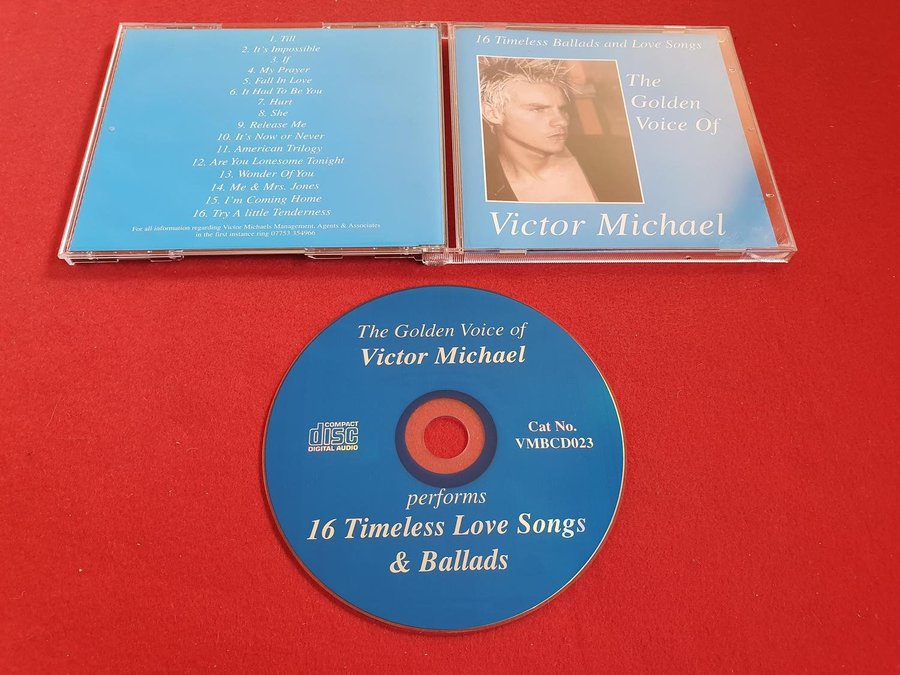 1. Till
2. It's Impossible
3. If
4. My Prayer
5. Fall In Love
6. It Had To Be You
7. Hurt
8. She
9. Release Me
10. It's Now or Never
11. American Trilogy
12. Are You Lonesome Tonight
13. Wonder Of You
14. Me & Mrs. Jones
15. I'm Coming Home
16. Try A little Tenderness
For all information regarding Victor Michaels Management, Agents & Associates
in the first instance ring 07753 354966
16 Timeless Ballads and Love Songs
The
Golden
Voice Of
Victor Michael
The Golden Voice of
Victor Michael
COMPACT
disc
DIGITAL AUDIO
Cat No.
VMBCD023
performs
16 Timeless Love Songs
& Ballads